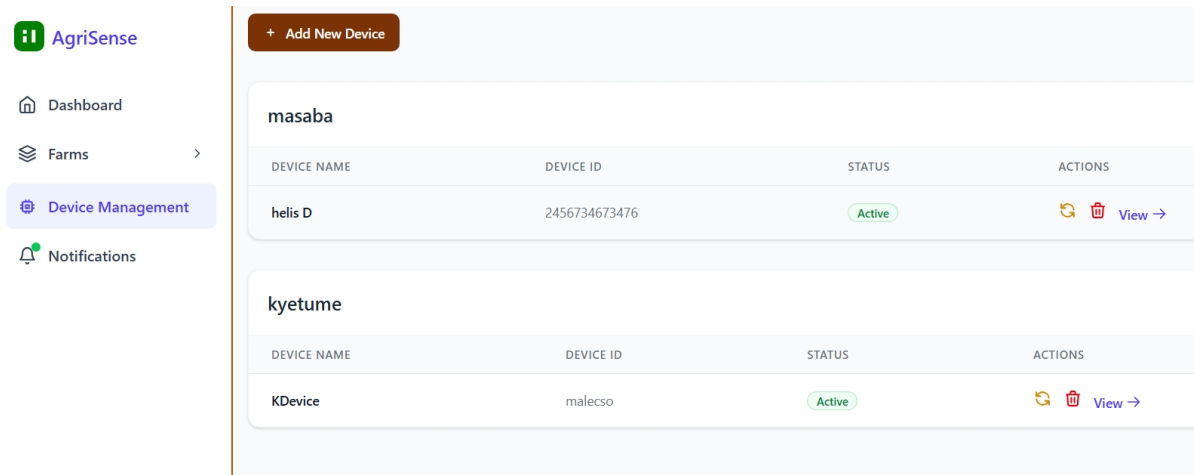 AgriSense
Dashboard
Farms
Device Management
Notifications
+ Add New Device
masaba
DEVICE NAME DEVICE ID STATUS ACTIONS
helis D 2456734673476 Active View →
kyetume
DEVICE NAME DEVICE ID STATUS ACTIONS
KDevice malecso Active View →